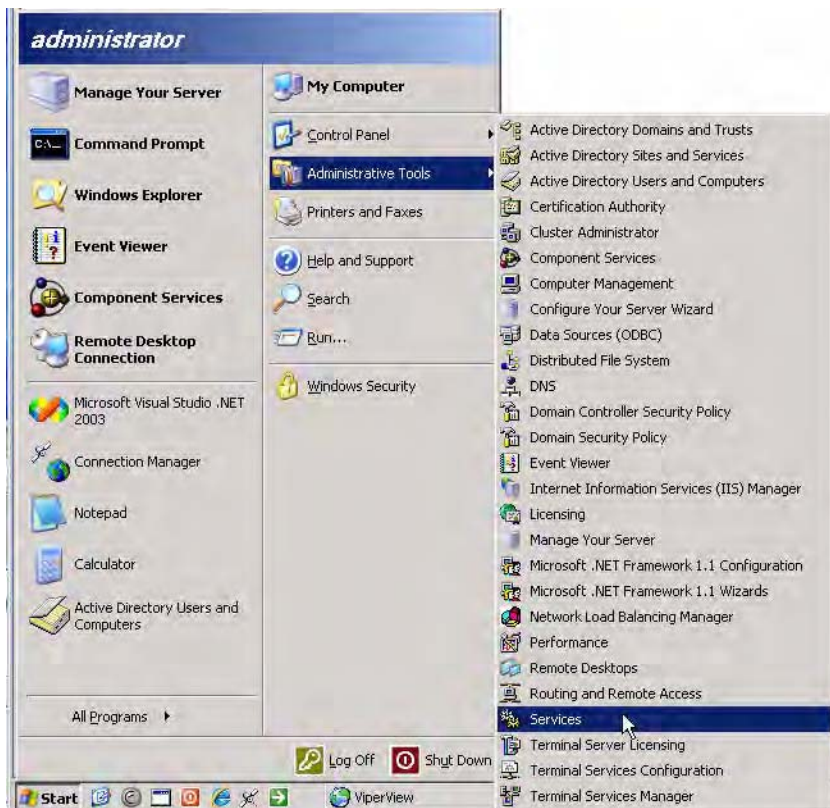 administrator
Manage Your Server
Command Prompt
Windows Explorer
Event Viewer
Component Services
Remote Desktop
Connection
Microsoft Visual Studio .NET
2003
Connection Manager
Notepad
Calculator
Active Directory Users and
Computers
All Programs
My Computer
Control Panel
Administrative Tools
Printers and Faxes
Help and Support
Search
Run...
Windows Security
Active Directory Domains and Trusts
Active Directory Sites and Services
Active Directory Users and Computers
Certification Authority
Cluster Administrator
Component Services
Computer Management
Configure Your Server Wizard
Data Sources (ODBC)
Distributed File System
DNS
Domain Controller Security Policy
Domain Security Policy
Event Viewer
Internet Information Services (IIS) Manager
Licensing
Manage Your Server
Microsoft .NET Framework 1.1 Configuration
Microsoft .NET Framework 1.1 Wizards
Network Load Balancing Manager
Performance
Remote Desktops
Routing and Remote Access
Services
Terminal Server Licensing
Terminal Services Configuration
Terminal Services Manager
Log Off Shut Down
Start ViperView